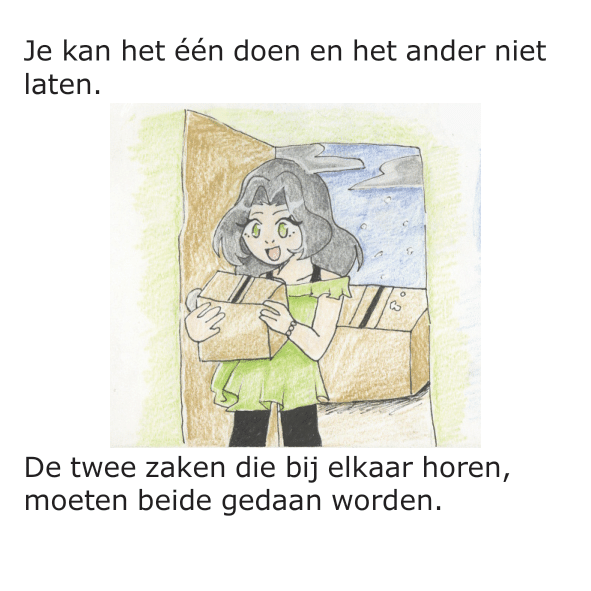 Je kan het één doen en het ander niet
laten.
De twee zaken die bij elkaar horen,
moeten beide gedaan worden.